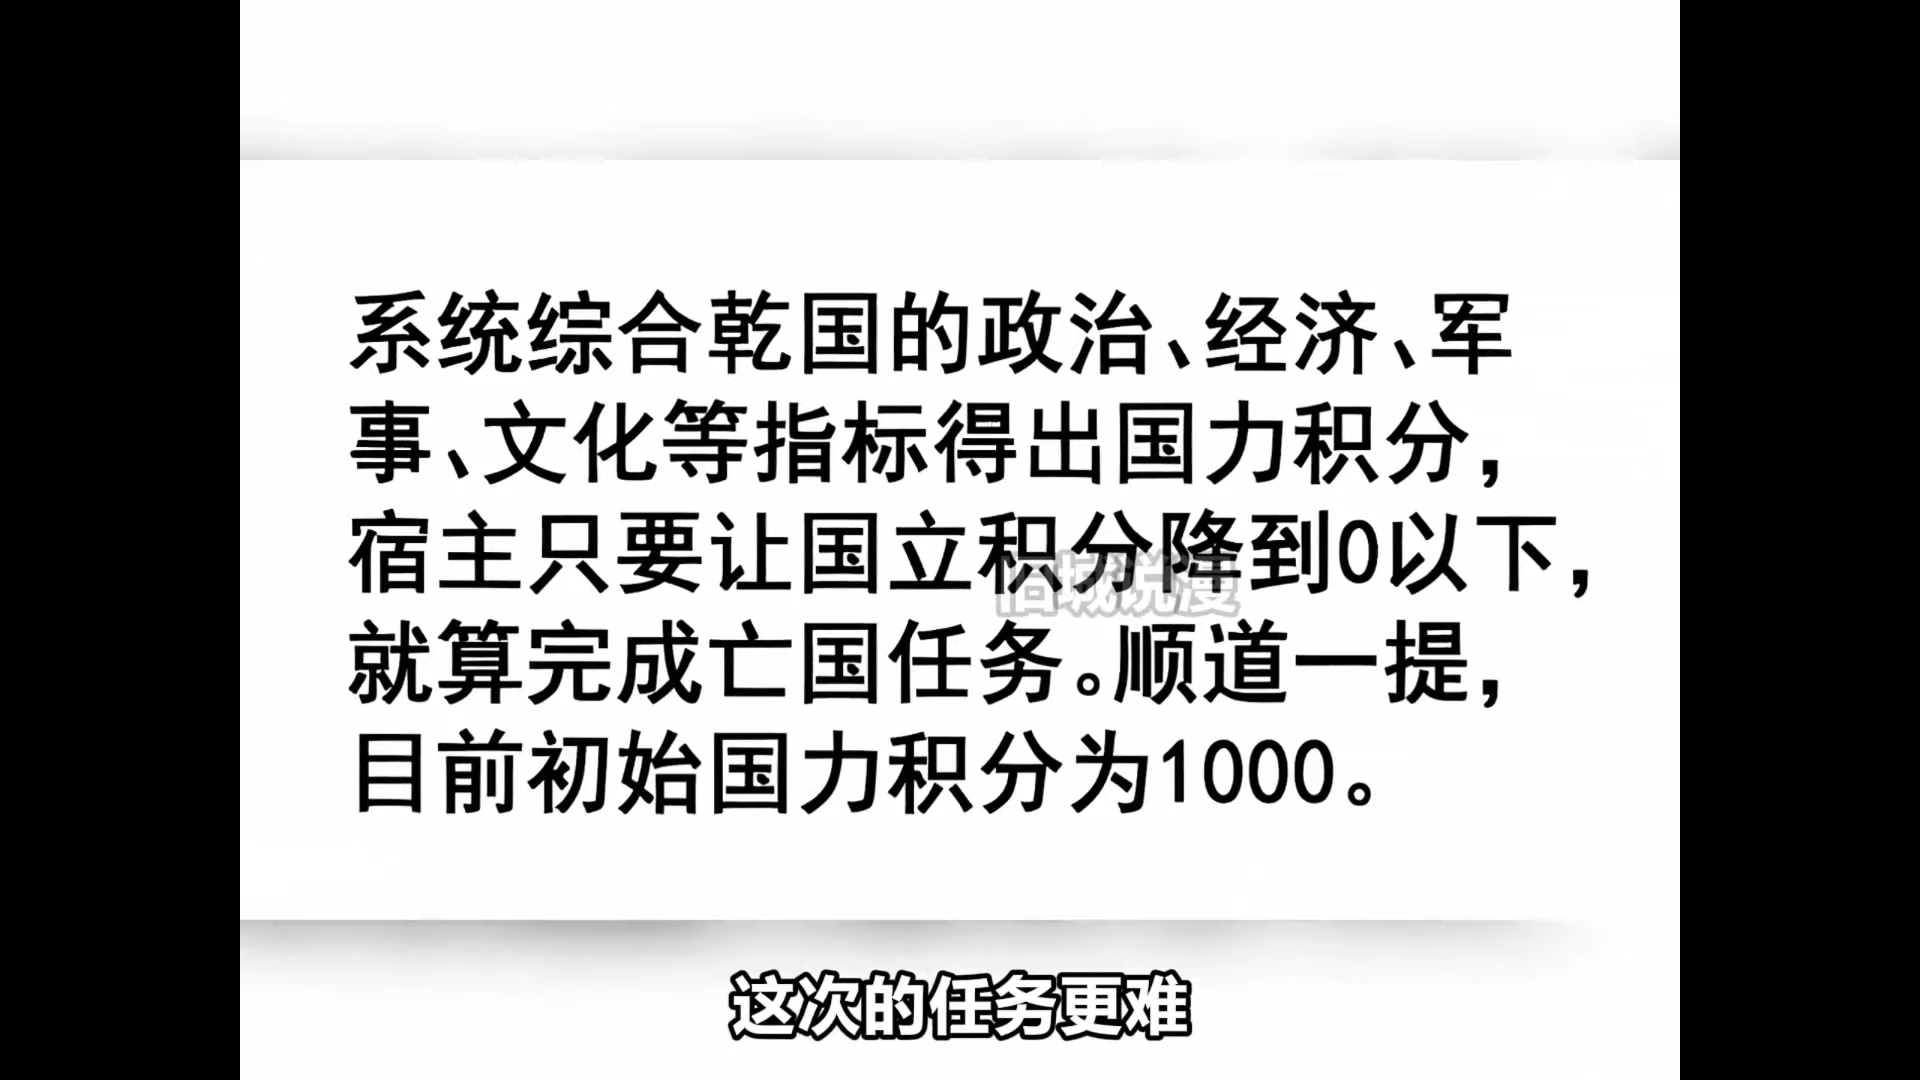 系统综合乾国的政治、经济、军
事、文化等指标得出国力积分，
宿主只要让国立积分降到0以下，
就算完成亡国任务。顺道一提，
目前初始国力积分为1000。
这次的任务更难